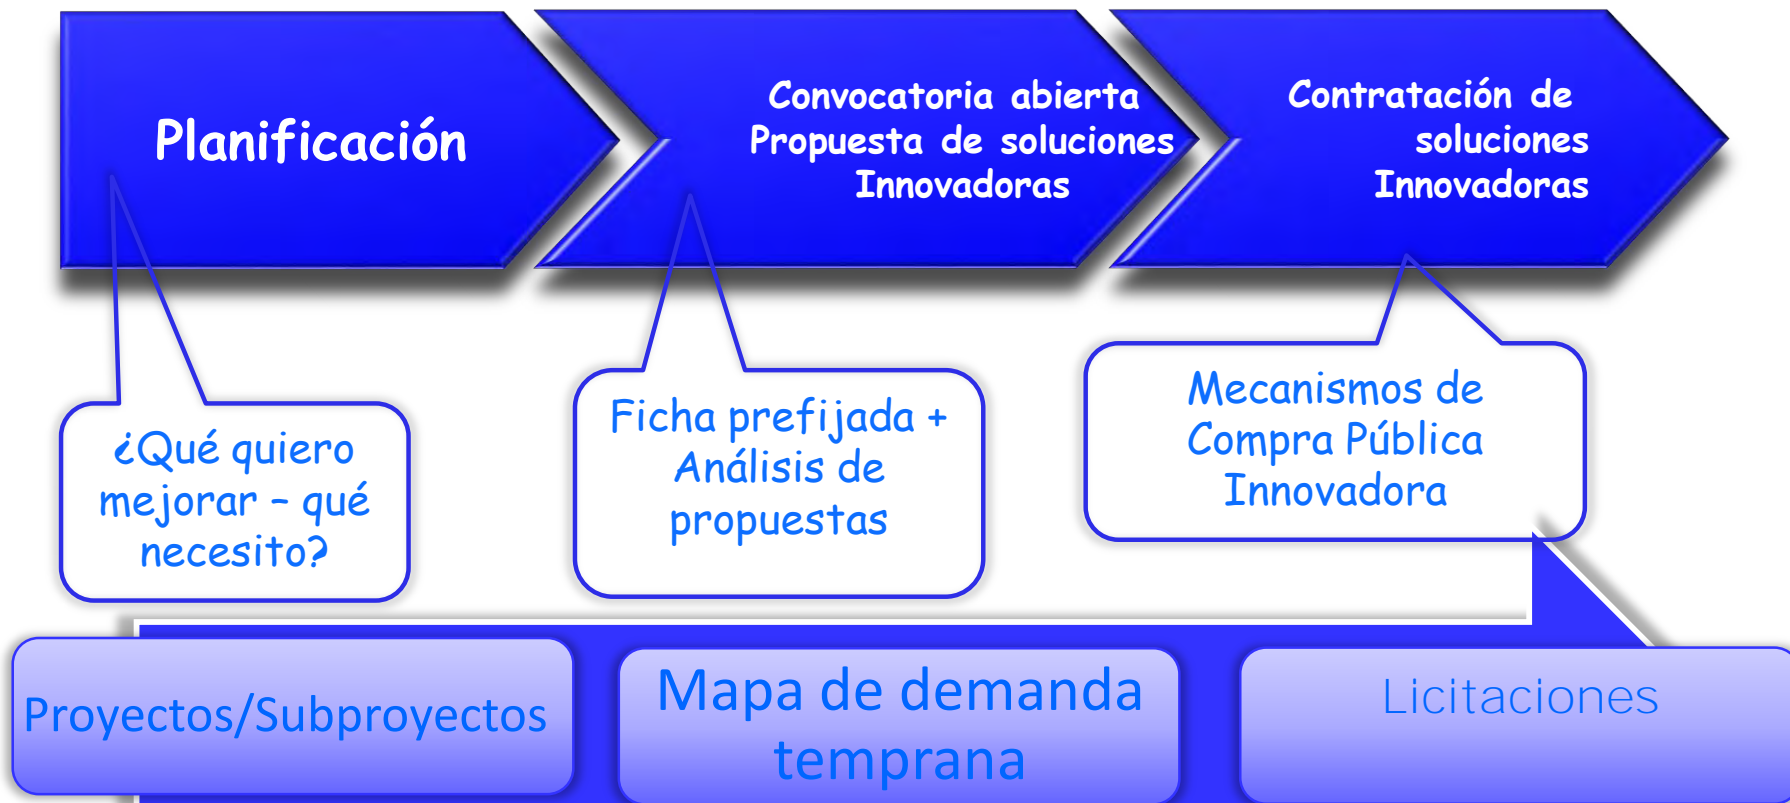 Planificación
Convocatoria abierta
Propuesta de soluciones
Innovadoras
Contratación de
soluciones
Innovadoras
¿Qué quiero
mejorar – qué
necesito?
Ficha prefijada +
Análisis de
propuestas
Mecanismos de
Compra Pública
Innovadora
Proyectos/Subproyectos
Mapa de demanda
temprana
Licitaciones